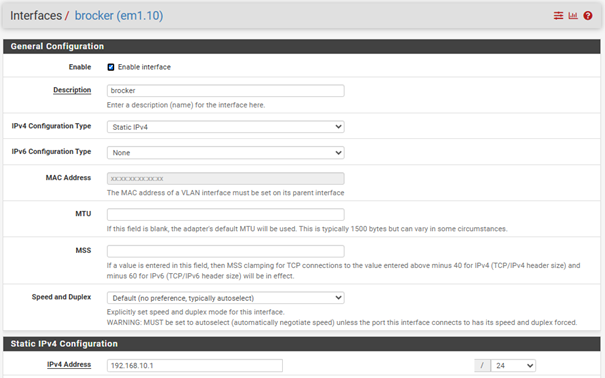 Interfaces / brocker (em1.10)
General Configuration
Enable Enable interface
Description brocker
Enter a description (name) for the interface here.
IPv4 Configuration Type Static IPv4
IPv6 Configuration Type None
MAC Address xx:xx:xx:xx:xx:xx
The MAC address of a VLAN interface must be set on its parent interface
MTU
If this field is blank, the adapter's default MTU will be used. This is typically 1500 bytes but can vary in some circumstances.
MSS
If a value is entered in this field, then MSS clamping for TCP connections to the value entered above minus 40 for IPv4 (TCP/IPv4 header size) and
minus 60 for IPv6 (TCP/IPv6 header size) will be in effect.
Speed and Duplex Default (no preference, typically autoselect)
Explicitly set speed and duplex mode for this interface.
WARNING: MUST be set to autoselect (automatically negotiate speed) unless the port this interface connects to has its speed and duplex forced.
Static IPv4 Configuration
IPv4 Address 192.168.10.1 / 24